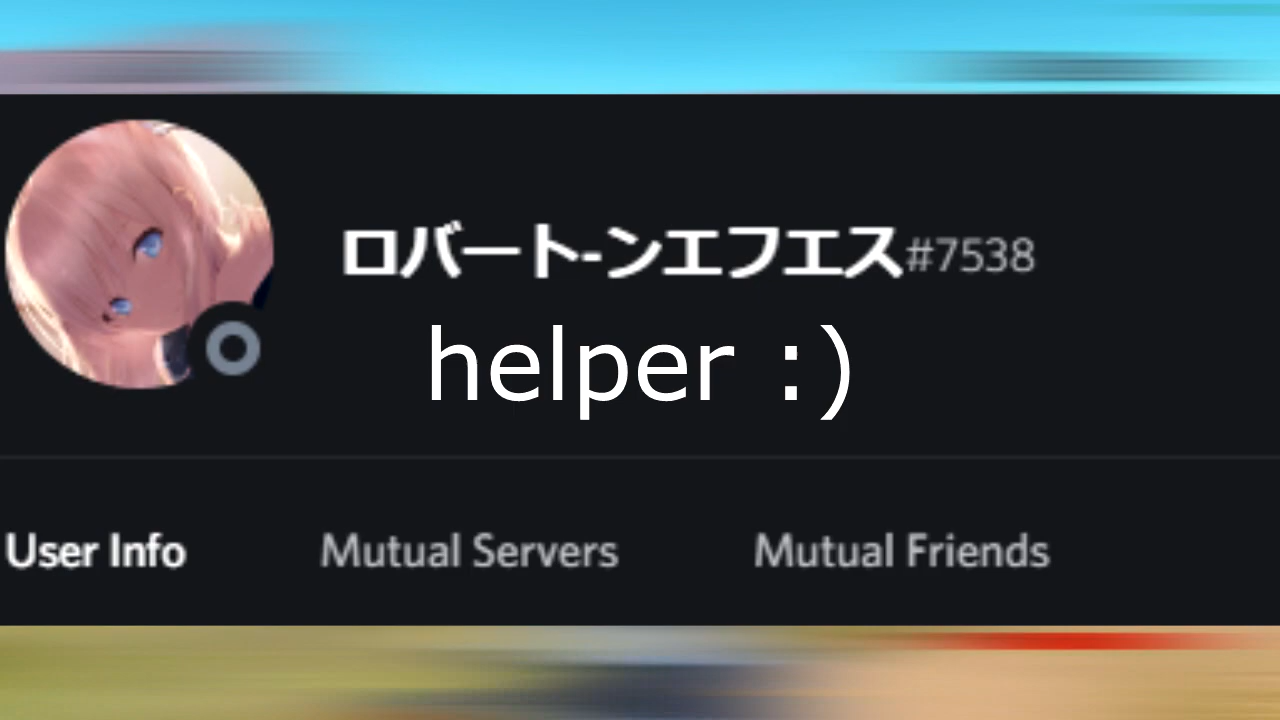 ロバート-ンエフエス#7538
helper :)
User Info Mutual Servers Mutual Friends